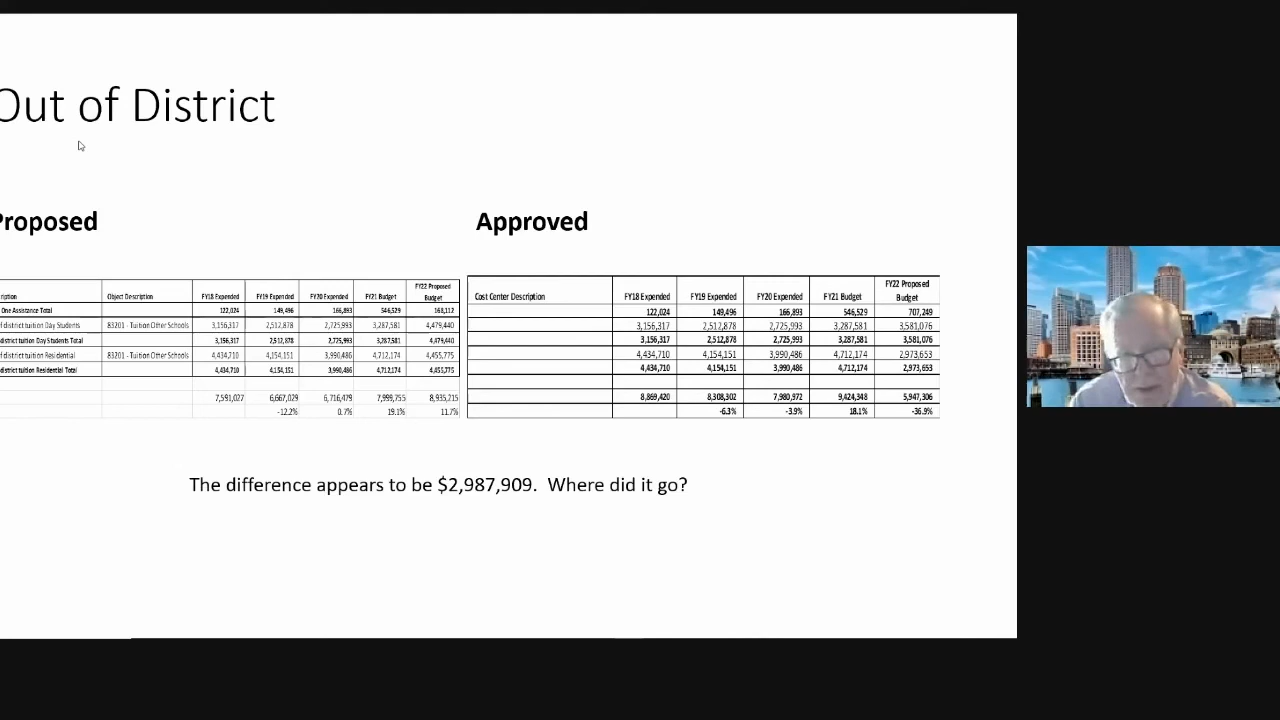 Out of District
Proposed
Approved
ription Object Description FY18 Expended FY19 Expended FY20 Expended FY21 Budget FY22 Proposed Budget
One Assistance Total 122,024 149,496 166,893 546,529 168,112
f district tuition Day Students 83201 - Tuition Other Schools 3,156,317 2,512,878 2,725,993 3,287,581 4,479,440
district tuition Day Students Total 3,156,317 2,512,878 2,725,993 3,287,581 4,479,440
f district tuition Residential 83201 - Tuition Other Schools 4,434,710 4,154,151 3,990,486 4,712,174 4,455,775
district tuition Residential Total 4,434,710 4,154,151 3,990,486 4,712,174 4,455,775
7,591,027 6,667,029 6,716,479 7,999,755 8,935,215
-12.2% 0.7% 19.1% 11.7%
Cost Center Description FY18 Expended FY19 Expended FY20 Expended FY21 Budget FY22 Proposed Budget
122,024 149,496 166,893 546,529 707,249
3,156,317 2,512,878 2,725,993 3,287,581 3,581,076
3,156,317 2,512,878 2,725,993 3,287,581 3,581,076
4,434,710 4,154,151 3,990,486 4,712,174 2,973,653
4,434,710 4,154,151 3,990,486 4,712,174 2,973,653
8,869,420 8,308,302 7,980,972 9,424,348 5,947,306
-6.3% -3.9% 18.1% -36.9%
The difference appears to be $2,987,909. Where did it go?